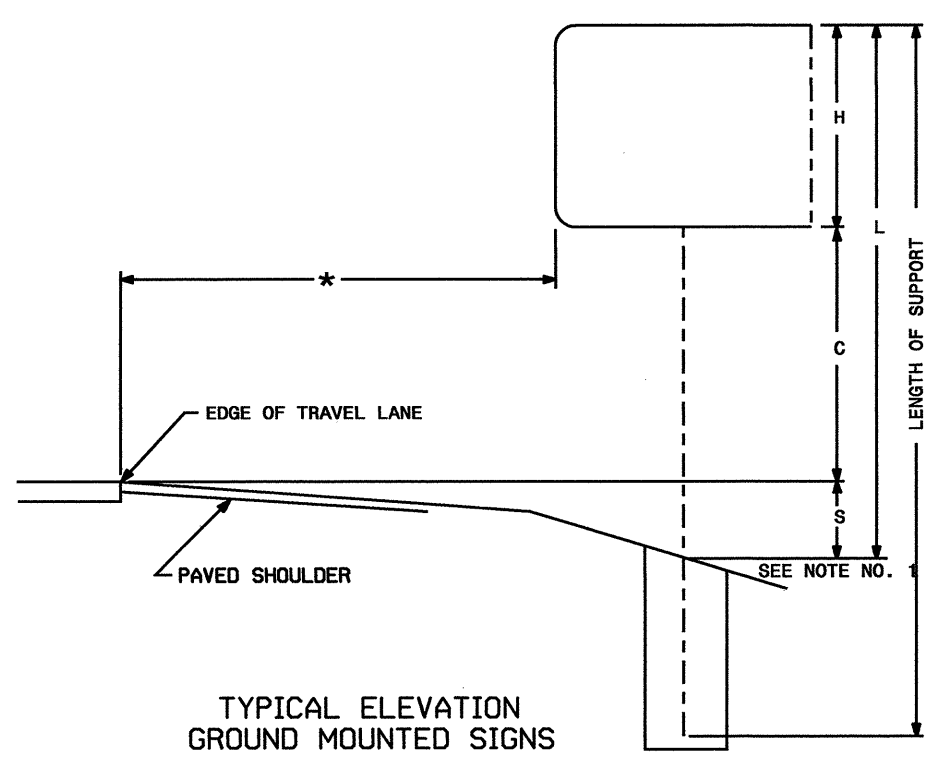 H
L
*
LENGTH OF SUPPORT
C
EDGE OF TRAVEL LANE
S
SEE NOTE NO. 1
PAVED SHOULDER
TYPICAL ELEVATION
GROUND MOUNTED SIGNS